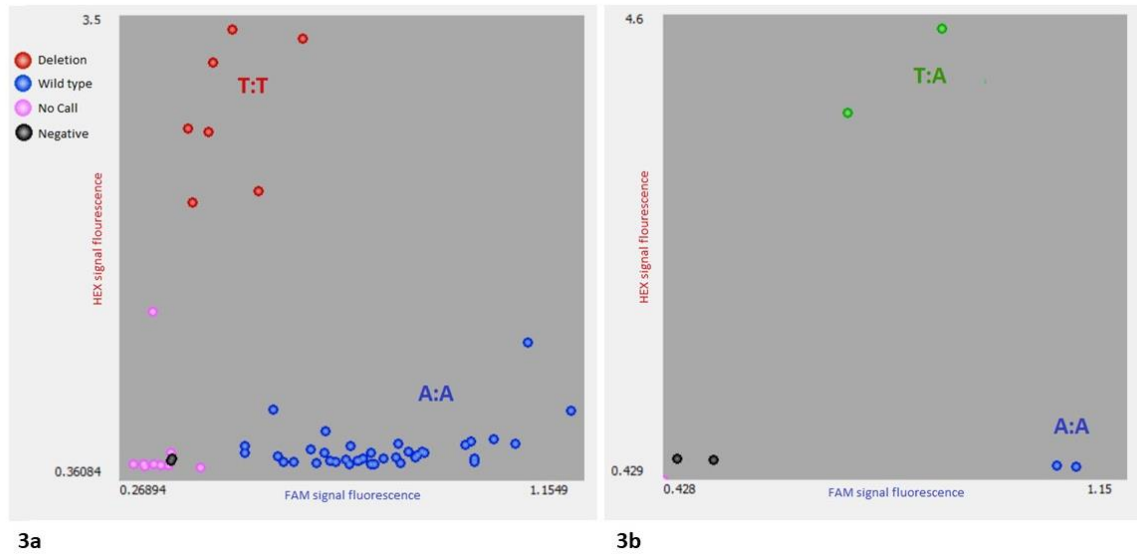 3.5
Deletion
Wild type
No Call
Negative
T:T
HEX signal flourescence
A:A
0.36084
0.26894
FAM signal fluorescence
1.1549
3a
4.6
T:A
HEX signal flourescence
A:A
0.429
0.428
FAM signal fluorescence
1.15
3b